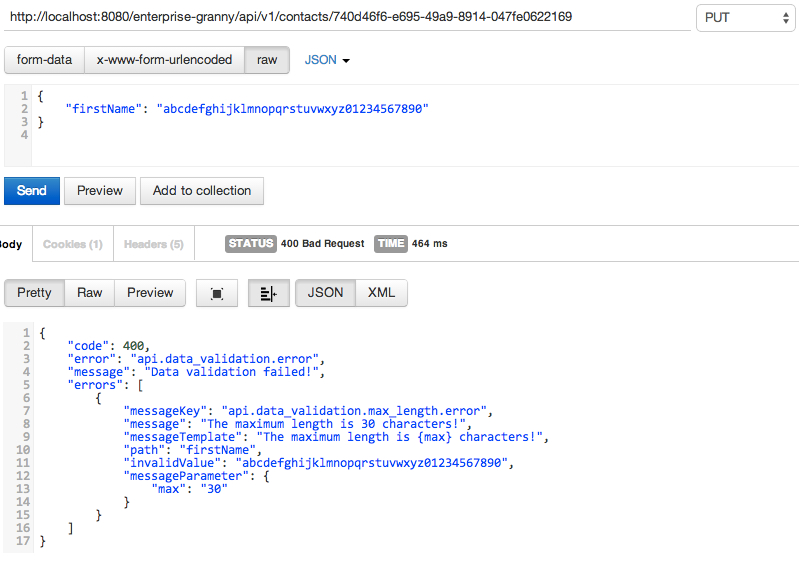 http://localhost:8080/enterprise-granny/api/v1/contacts/740d46f6-e695-49a9-8914-047fe0622169 PUT
form-data x-www-form-urlencoded raw JSON
1 {
2 "firstName": "abcdefghijklmnopqrstuvwxyz01234567890"
3 }
4
Send Preview Add to collection
Body Cookies (1) Headers (5) STATUS 400 Bad Request TIME 464 ms
Pretty Raw Preview JSON XML
1 {
2 "code": 400,
3 "error": "api.data_validation.error",
4 "message": "Data validation failed!",
5 "errors": [
6 {
7 "messageKey": "api.data_validation.max_length.error",
8 "message": "The maximum length is 30 characters!",
9 "messageTemplate": "The maximum length is {max} characters!",
10 "path": "firstName",
11 "invalidValue": "abcdefghijklmnopqrstuvwxyz01234567890",
12 "messageParameter": {
13 "max": "30"
14 }
15 }
16 ]
17 }